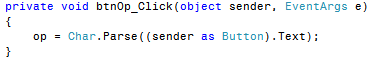 private void btnOp_Click(object sender, EventArgs e)
{
    op = Char.Parse((sender as Button).Text);
}